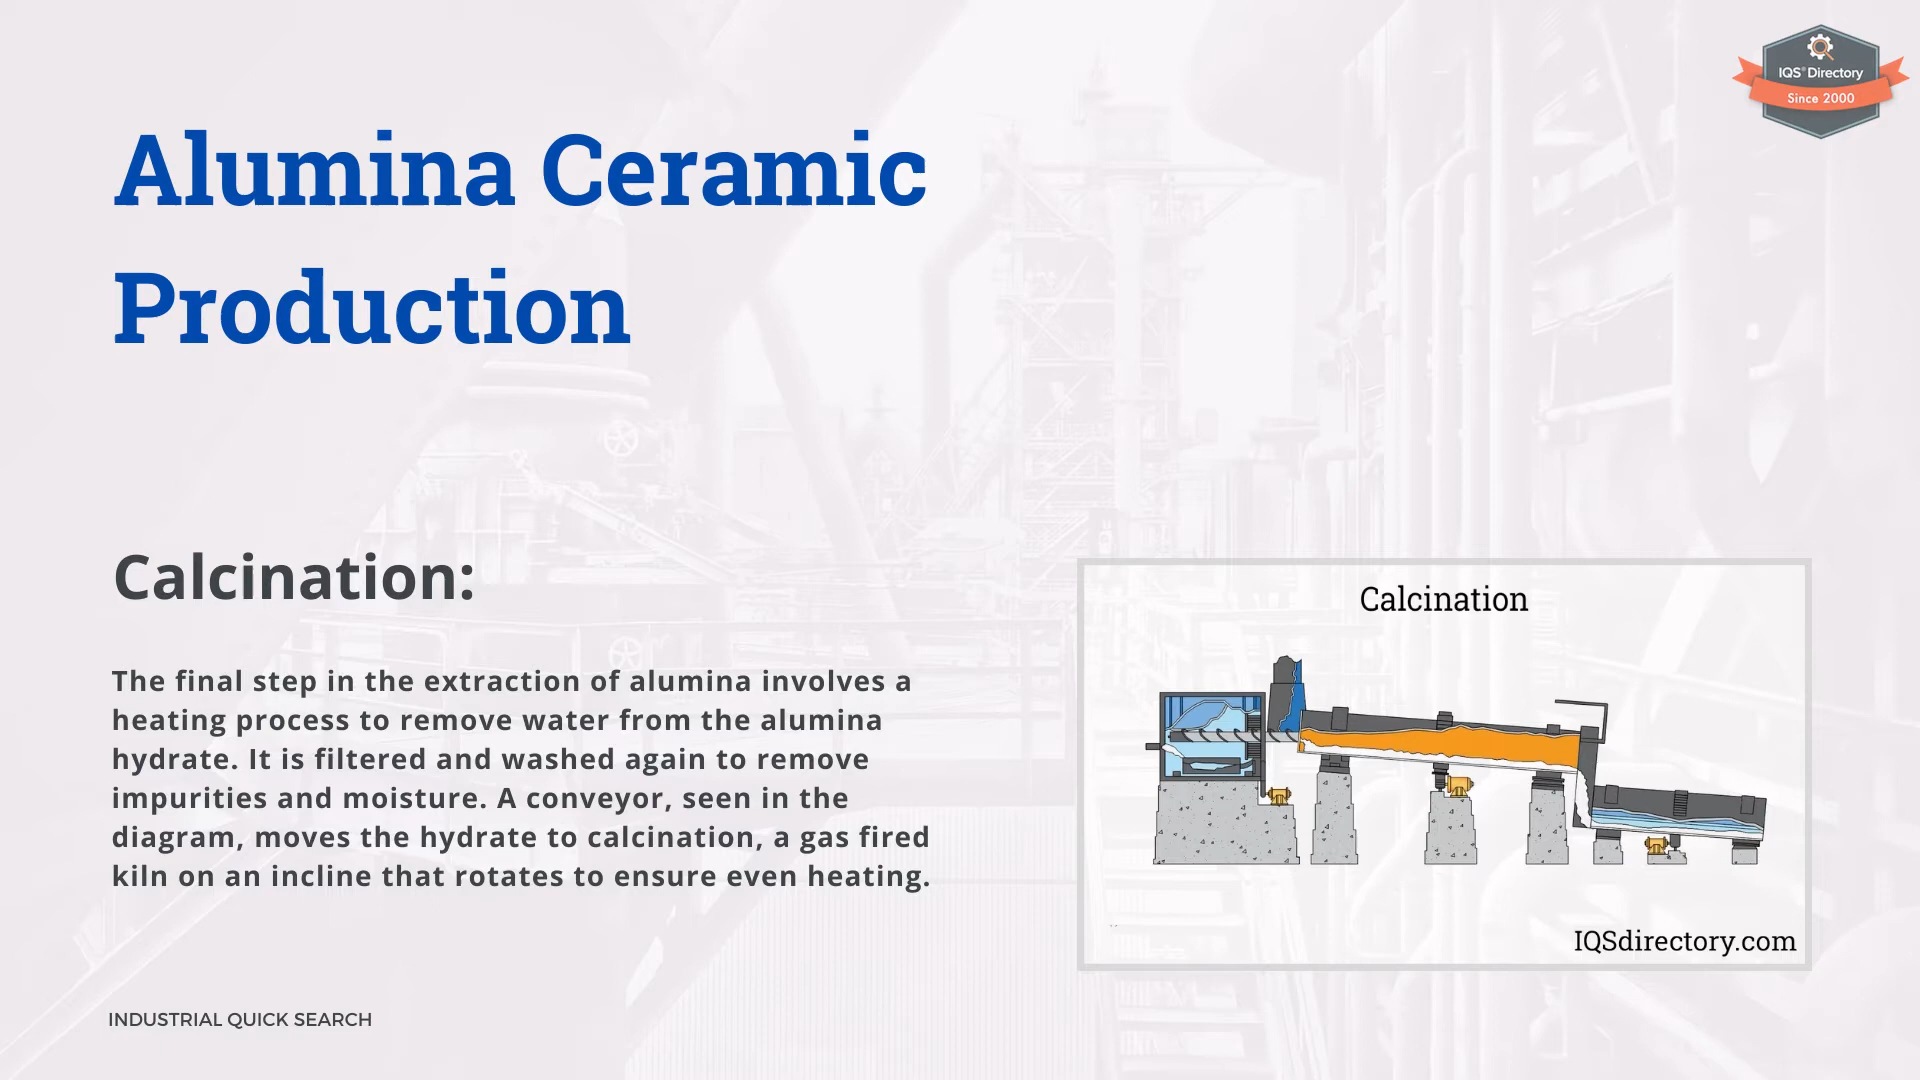 IQS® Directory
Since 2000
Alumina Ceramic
Production
Calcination:
The final step in the extraction of alumina involves a
heating process to remove water from the alumina
hydrate. It is filtered and washed again to remove
impurities and moisture. A conveyor, seen in the
diagram, moves the hydrate to calcination, a gas fired
kiln on an incline that rotates to ensure even heating.
Calcination
IQSdirectory.com
INDUSTRIAL QUICK SEARCH